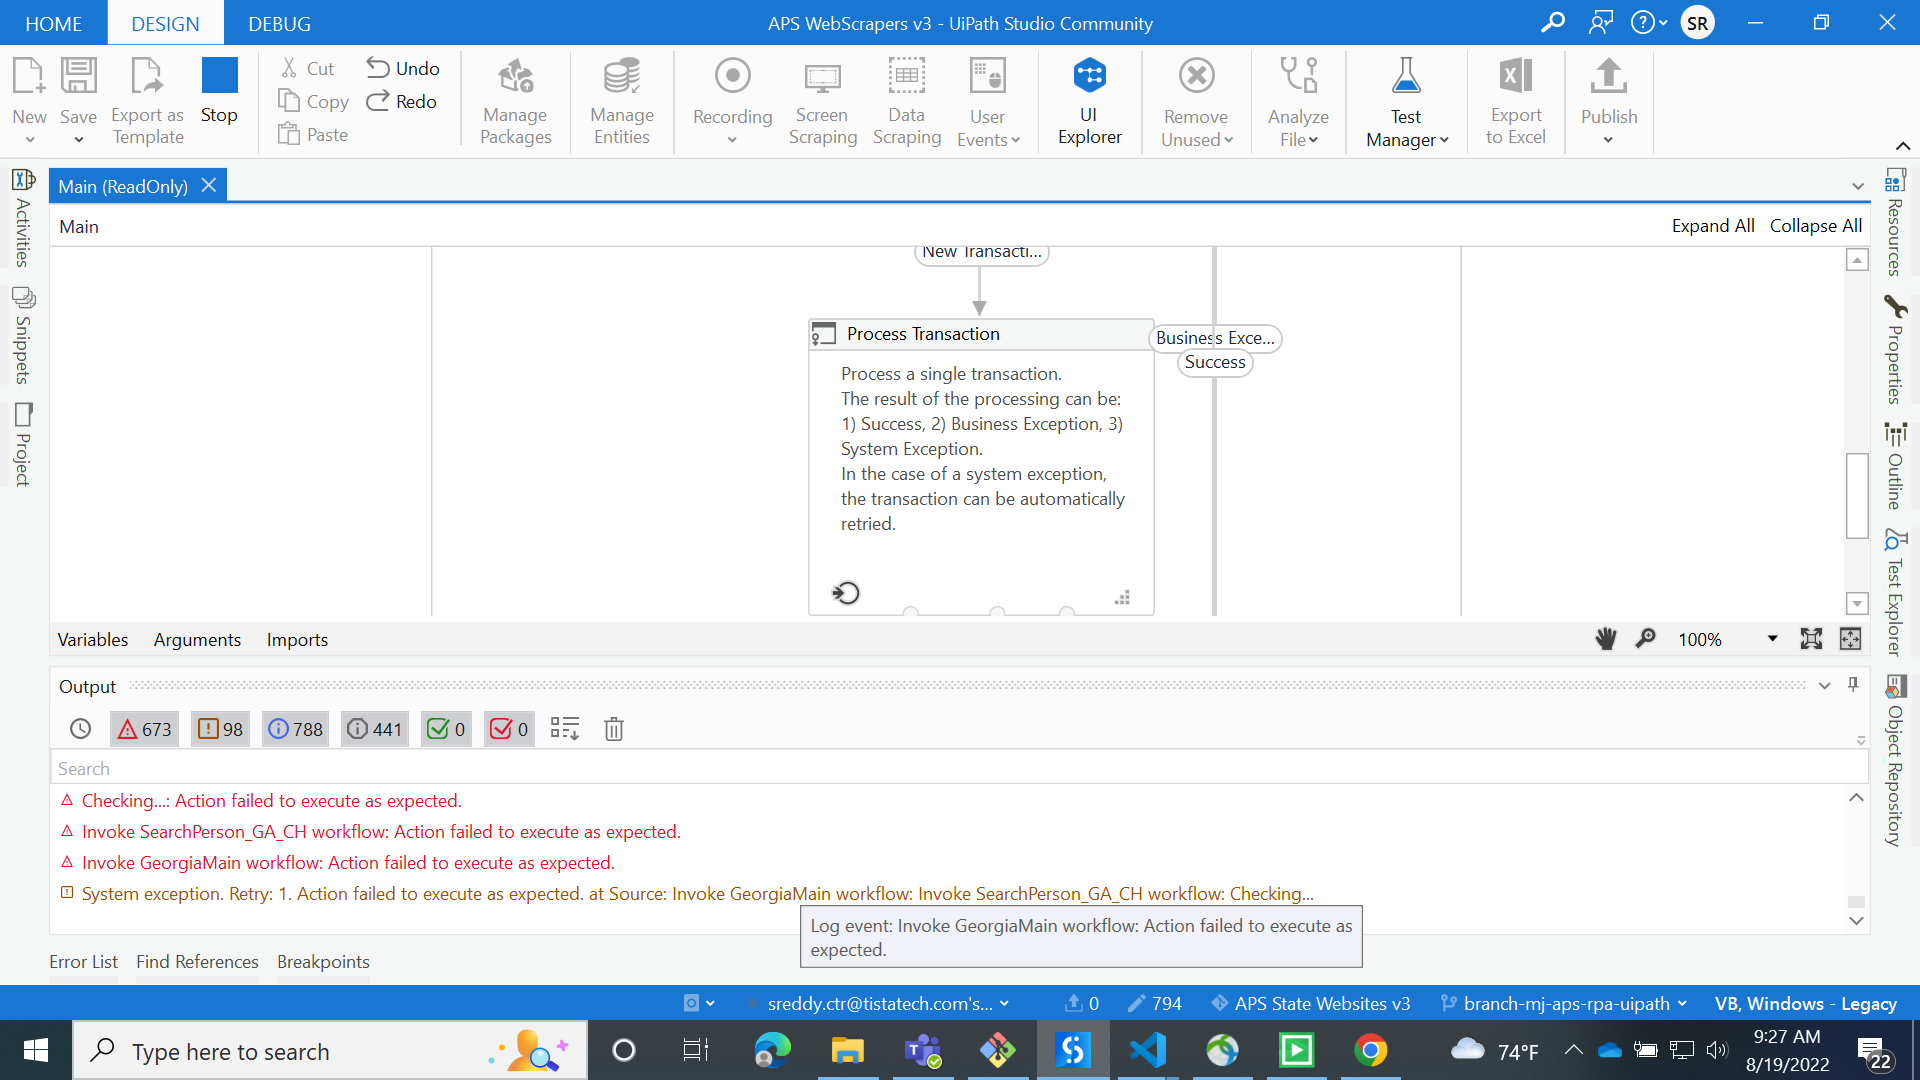 HOME
DESIGN
DEBUG
APS WebScrapers v3 - UiPath Studio Community
SR
New
Save
Export as
Template
Stop
Cut
Copy
Paste
Undo
Redo
Manage
Packages
Manage
Entities
Recording
Screen
Scraping
Data
Scraping
User
Events
UI
Explorer
Remove
Unused
Analyze
File
Test
Manager
Export
to Excel
Publish
Main (ReadOnly)
Main
Expand All
Collapse All
Activities
Snippets
Project
Resources
Properties
Outline
Test Explorer
Object Repository
New Transacti...
Process Transaction
Business Exce...
Success
Process a single transaction.
The result of the processing can be:
1) Success, 2) Business Exception, 3)
System Exception.
In the case of a system exception,
the transaction can be automatically
retried.
Variables
Arguments
Imports
100%
Output
673
98
788
441
0
0
Search
Checking...: Action failed to execute as expected.
Invoke SearchPerson_GA_CH workflow: Action failed to execute as expected.
Invoke GeorgiaMain workflow: Action failed to execute as expected.
System exception. Retry: 1. Action failed to execute as expected. at Source: Invoke GeorgiaMain workflow: Invoke SearchPerson_GA_CH workflow: Checking...
Log event: Invoke GeorgiaMain workflow: Action failed to execute as
expected.
Error List
Find References
Breakpoints
sreddy.ctr@tistatech.com's...
0
794
APS State Websites v3
branch-mj-aps-rpa-uipath
VB, Windows - Legacy
Type here to search
74°F
9:27 AM
8/19/2022
22